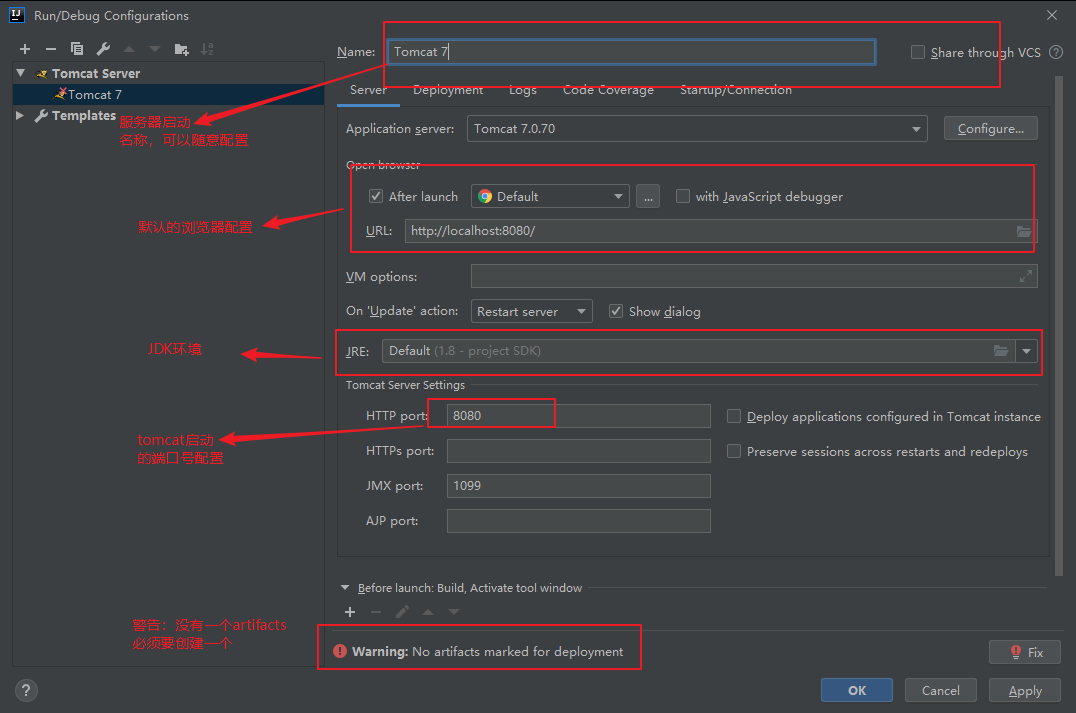 Run/Debug Configurations
Name: Tomcat 7
Share through VCS
Tomcat Server
Tomcat 7
Templates
服务器启动
名称，可以随意配置
Server Deployment Logs Code Coverage Startup/Connection
Application server: Tomcat 7.0.70 Configure...
Open browser
After launch Default ... with JavaScript debugger
默认的浏览器配置
URL: http://localhost:8080/
VM options:
On 'Update' action: Restart server Show dialog
JDK环境
JRE: Default (1.8 - project SDK)
Tomcat Server Settings
HTTP port: 8080 Deploy applications configured in Tomcat instance
tomcat启动
的端口号配置
HTTPs port: Preserve sessions across restarts and redeploys
JMX port: 1099
AJP port:
Before launch: Build, Activate tool window
警告：没有一个artifacts
必须要创建一个
Warning: No artifacts marked for deployment
Fix
OK Cancel Apply